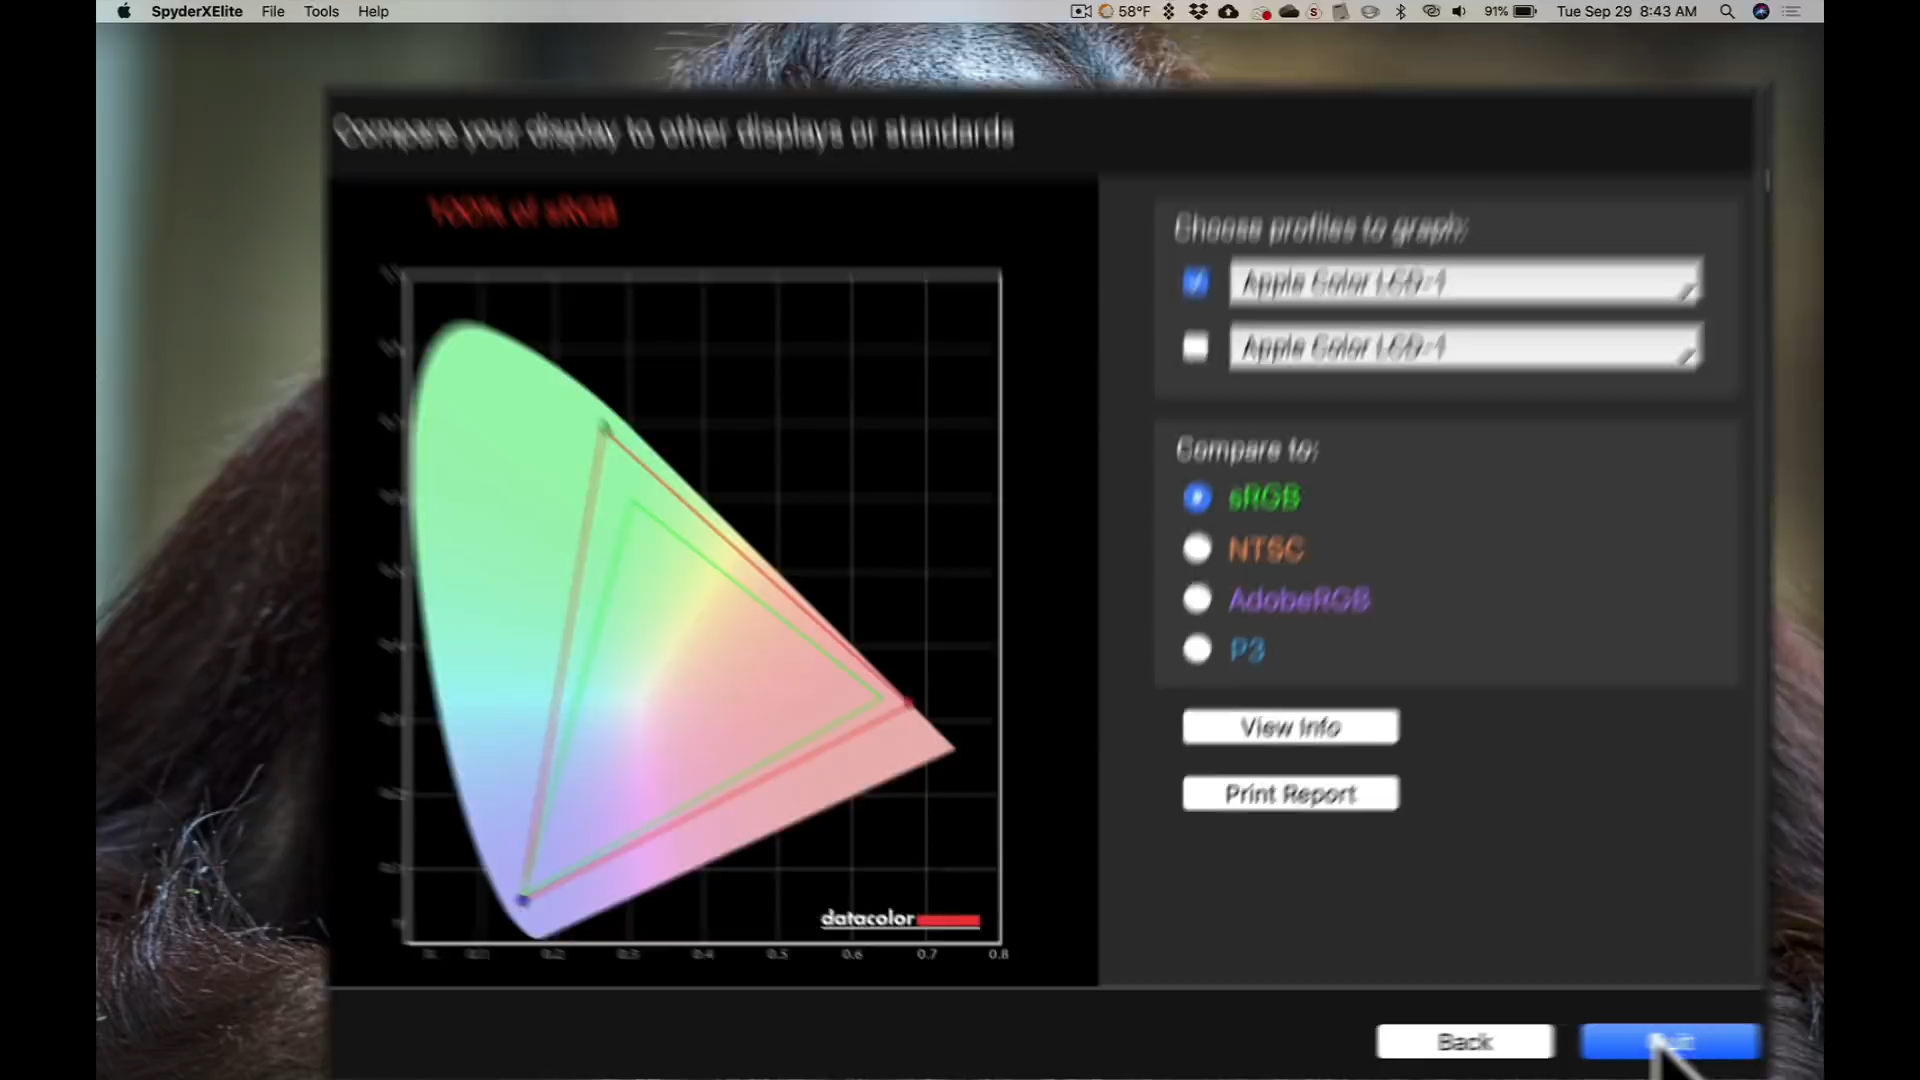 SpyderXElite File Tools Help 58°F 91% Tue Sep 29 8:43 AM
Compare your display to other displays or standards
100% of sRGB
Choose profiles to graph:
Apple Color LCD-1
Apple Color LCD-1
Compare to:
sRGB
NTSC
AdobeRGB
P3
View Info
Print Report
datacolor
0.2 0.3 0.4 0.5 0.6 0.7 0.8
Back